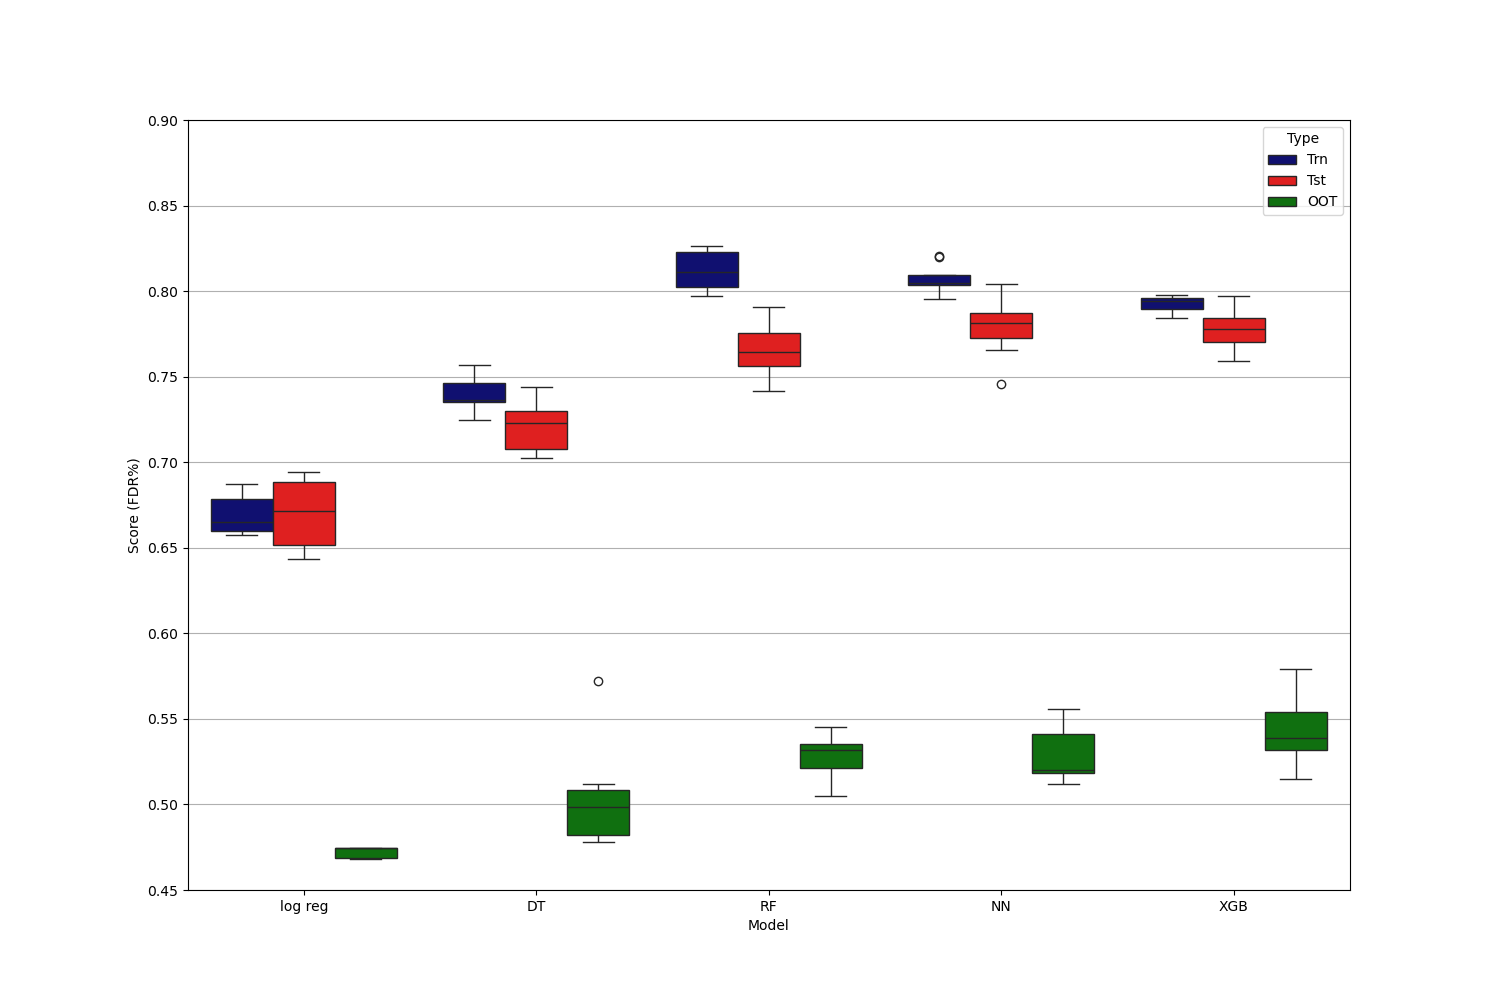 0.90
0.85
0.80
0.75
0.70
0.65
0.60
0.55
0.50
0.45
Score (FDR%)
log reg
DT
RF
NN
XGB
Model
Type
Trn
Tst
OOT